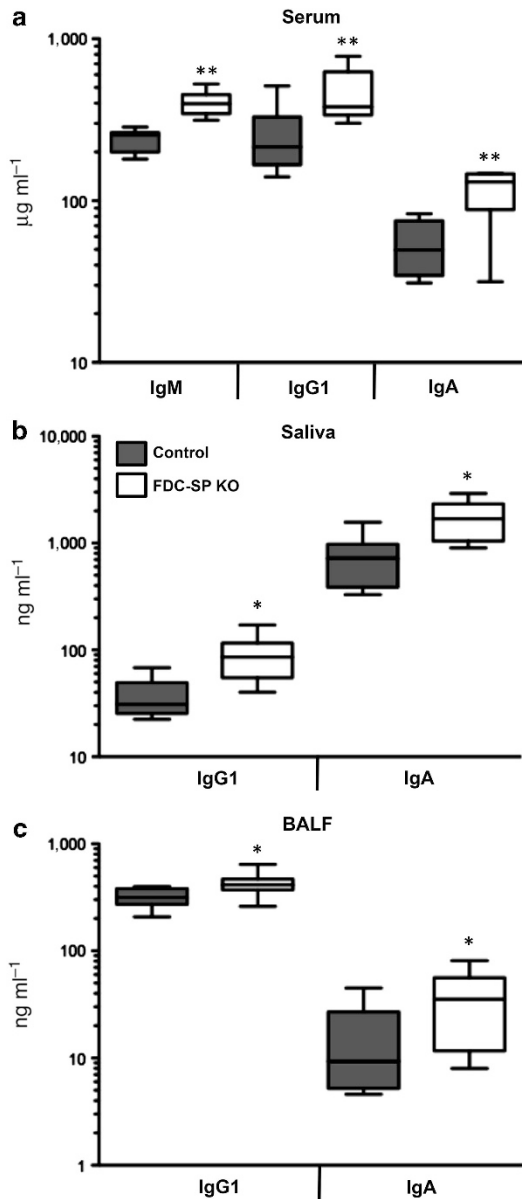 a
Serum
1,000
** ** **
100
µg ml⁻¹
10
IgM IgG1 IgA
b
Saliva
10,000
Control
FDC-SP KO
* *
1,000
ng ml⁻¹
100
10
IgG1 IgA
c
BALF
1,000
* *
100
ng ml⁻¹
10
1
IgG1 IgA